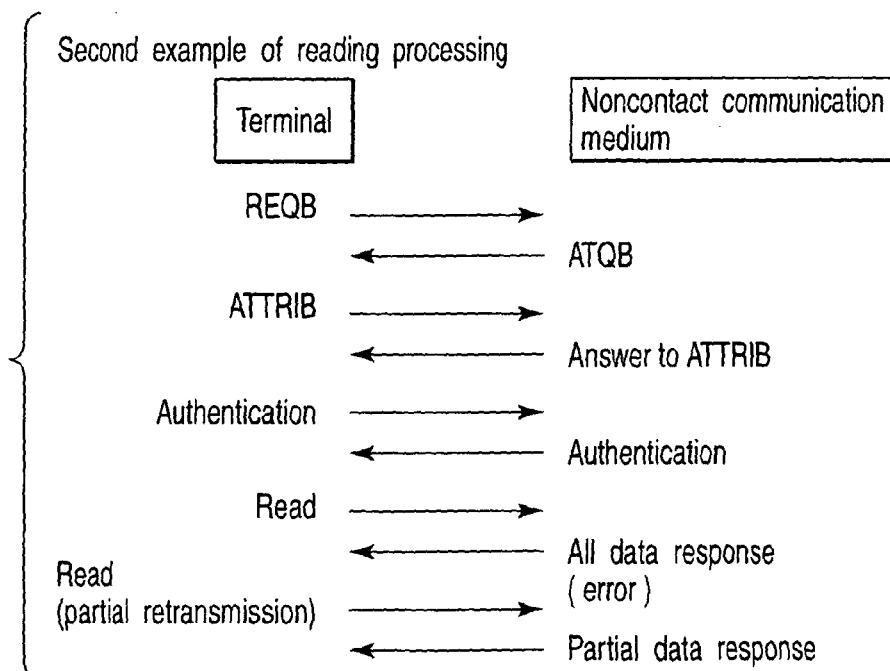 Second example of reading processing
Terminal
Noncontact communication
medium
REQB
ATQB
ATTRIB
Answer to ATTRIB
Authentication
Authentication
Read
All data response
( error )
Read
(partial retransmission)
Partial data response